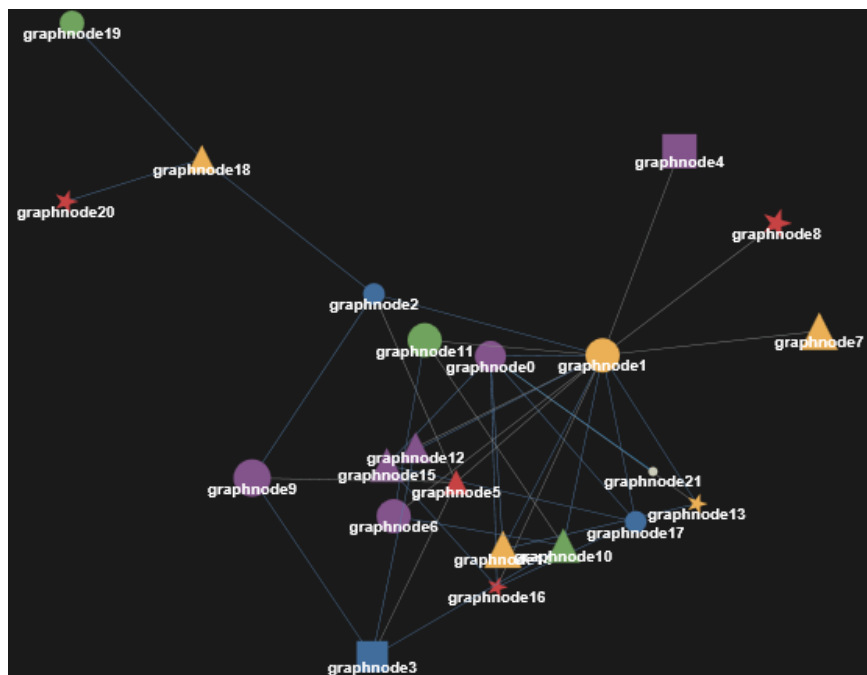 graphnode19
graphnode4
graphnode18
graphnode20
graphnode8
graphnode2
graphnode7
graphnode11
graphnode0
graphnode1
graphnode12
graphnode15
graphnode21
graphnode9
graphnode5
graphnode13
graphnode6
graphnode17
graphnode10
graphnode16
graphnode3